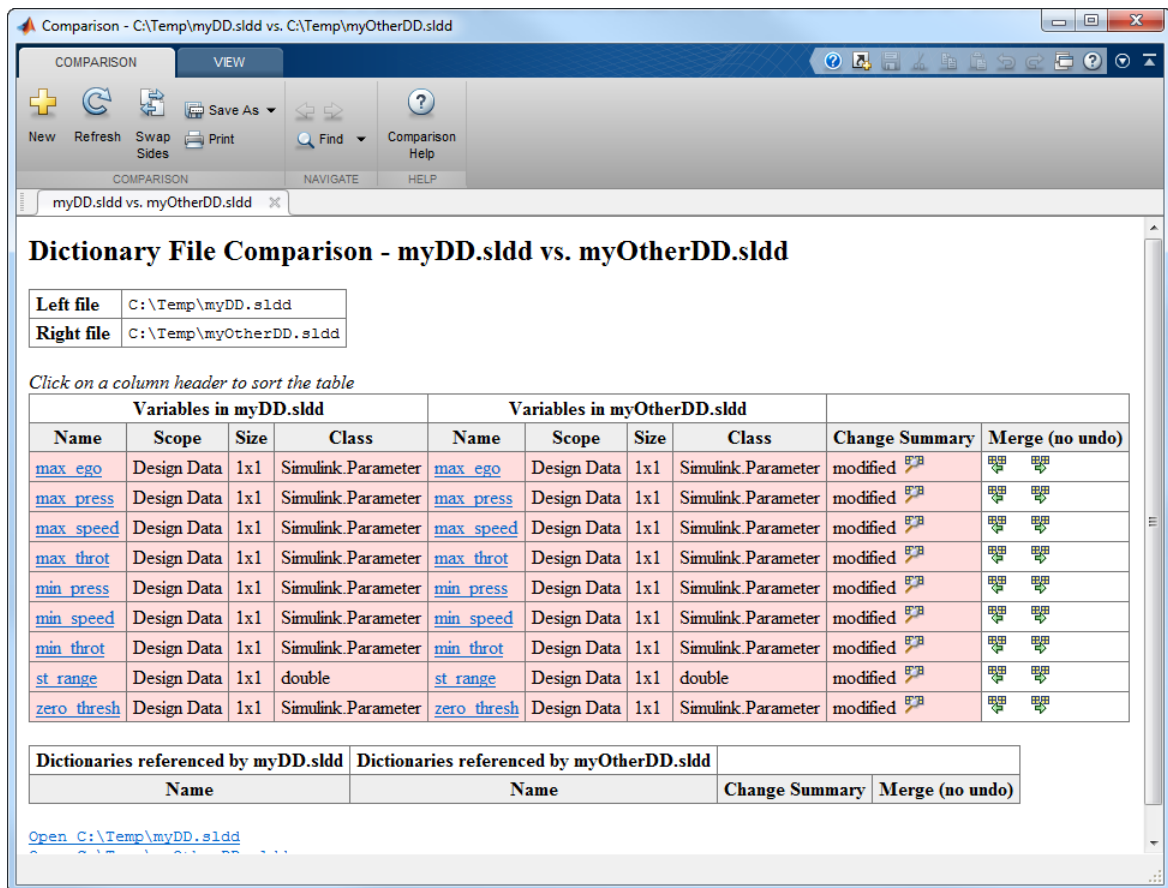 Comparison - C:\Temp\myDD.sldd vs. C:\Temp\myOtherDD.sldd
COMPARISON VIEW
New Refresh Swap Sides Save As Print Find Comparison Help
COMPARISON NAVIGATE HELP
myDD.sldd vs. myOtherDD.sldd
Dictionary File Comparison - myDD.sldd vs. myOtherDD.sldd
Left file C:\Temp\myDD.sldd
Right file C:\Temp\myOtherDD.sldd
Click on a column header to sort the table
Variables in myDD.sldd Variables in myOtherDD.sldd
Name Scope Size Class Name Scope Size Class Change Summary Merge (no undo)
max_ego Design Data 1x1 Simulink.Parameter max_ego Design Data 1x1 Simulink.Parameter modified
max_press Design Data 1x1 Simulink.Parameter max_press Design Data 1x1 Simulink.Parameter modified
max_speed Design Data 1x1 Simulink.Parameter max_speed Design Data 1x1 Simulink.Parameter modified
max_throt Design Data 1x1 Simulink.Parameter max_throt Design Data 1x1 Simulink.Parameter modified
min_press Design Data 1x1 Simulink.Parameter min_press Design Data 1x1 Simulink.Parameter modified
min_speed Design Data 1x1 Simulink.Parameter min_speed Design Data 1x1 Simulink.Parameter modified
min_throt Design Data 1x1 Simulink.Parameter min_throt Design Data 1x1 Simulink.Parameter modified
st_range Design Data 1x1 double st_range Design Data 1x1 double modified
zero_thresh Design Data 1x1 Simulink.Parameter zero_thresh Design Data 1x1 Simulink.Parameter modified
Dictionaries referenced by myDD.sldd Dictionaries referenced by myOtherDD.sldd
Name Name Change Summary Merge (no undo)
Open C:\Temp\myDD.sldd